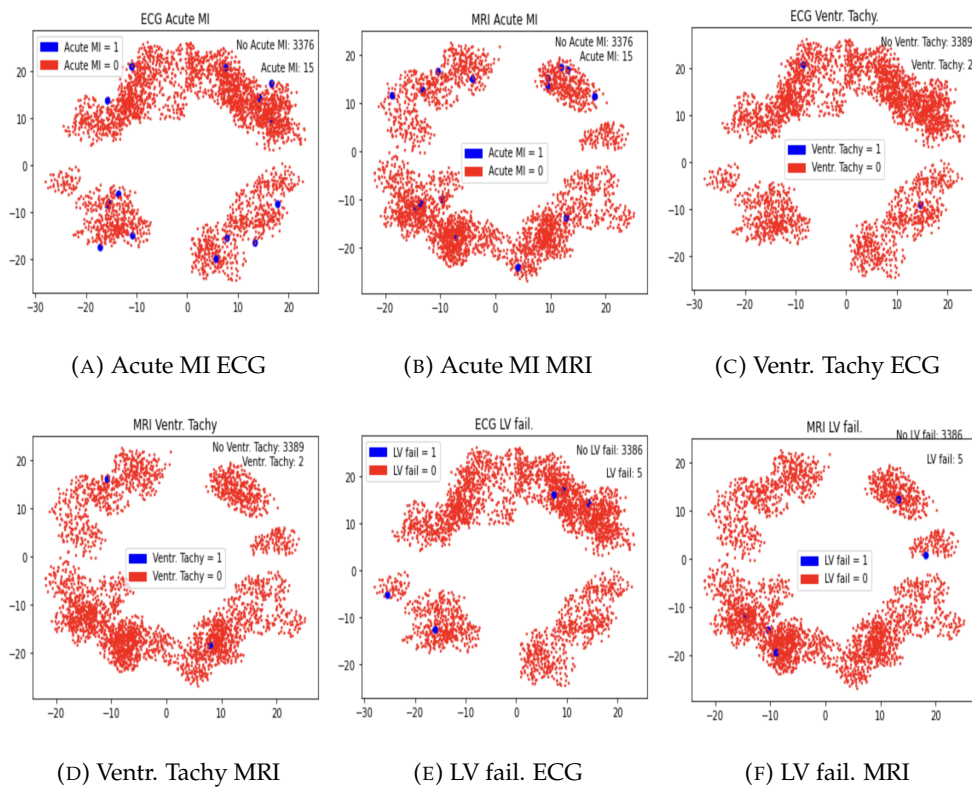 ECG Acute MI
Acute MI = 1
Acute MI = 0
No Acute MI: 3376
Acute MI: 15
20
10
0
−10
−20
−30
−20
−10
0
10
20
(A) Acute MI ECG
MRI Acute MI
No Acute MI: 3376
Acute MI: 15
Acute MI = 1
Acute MI = 0
20
10
0
−10
−20
−20
−10
0
10
20
(B) Acute MI MRI
ECG Ventr. Tachy.
No Ventr. Tachy: 3389
Ventr. Tachy: 2
Ventr. Tachy = 1
Ventr. Tachy = 0
20
10
0
−10
−20
−30
−20
−10
0
10
20
(C) Ventr. Tachy ECG
MRI Ventr. Tachy
No Ventr. Tachy: 3389
Ventr. Tachy: 2
Ventr. Tachy = 1
Ventr. Tachy = 0
20
10
0
−10
−20
−20
−10
0
10
20
(D) Ventr. Tachy MRI
ECG LV fail.
LV fail = 1
LV fail = 0
No LV fail: 3386
LV fail: 5
20
10
0
−10
−20
−30
−20
−10
0
10
20
(E) LV fail. ECG
MRI LV fail.
No LV fail: 3386
LV fail: 5
LV fail = 1
LV fail = 0
20
10
0
−10
−20
−20
−10
0
10
20
(F) LV fail. MRI